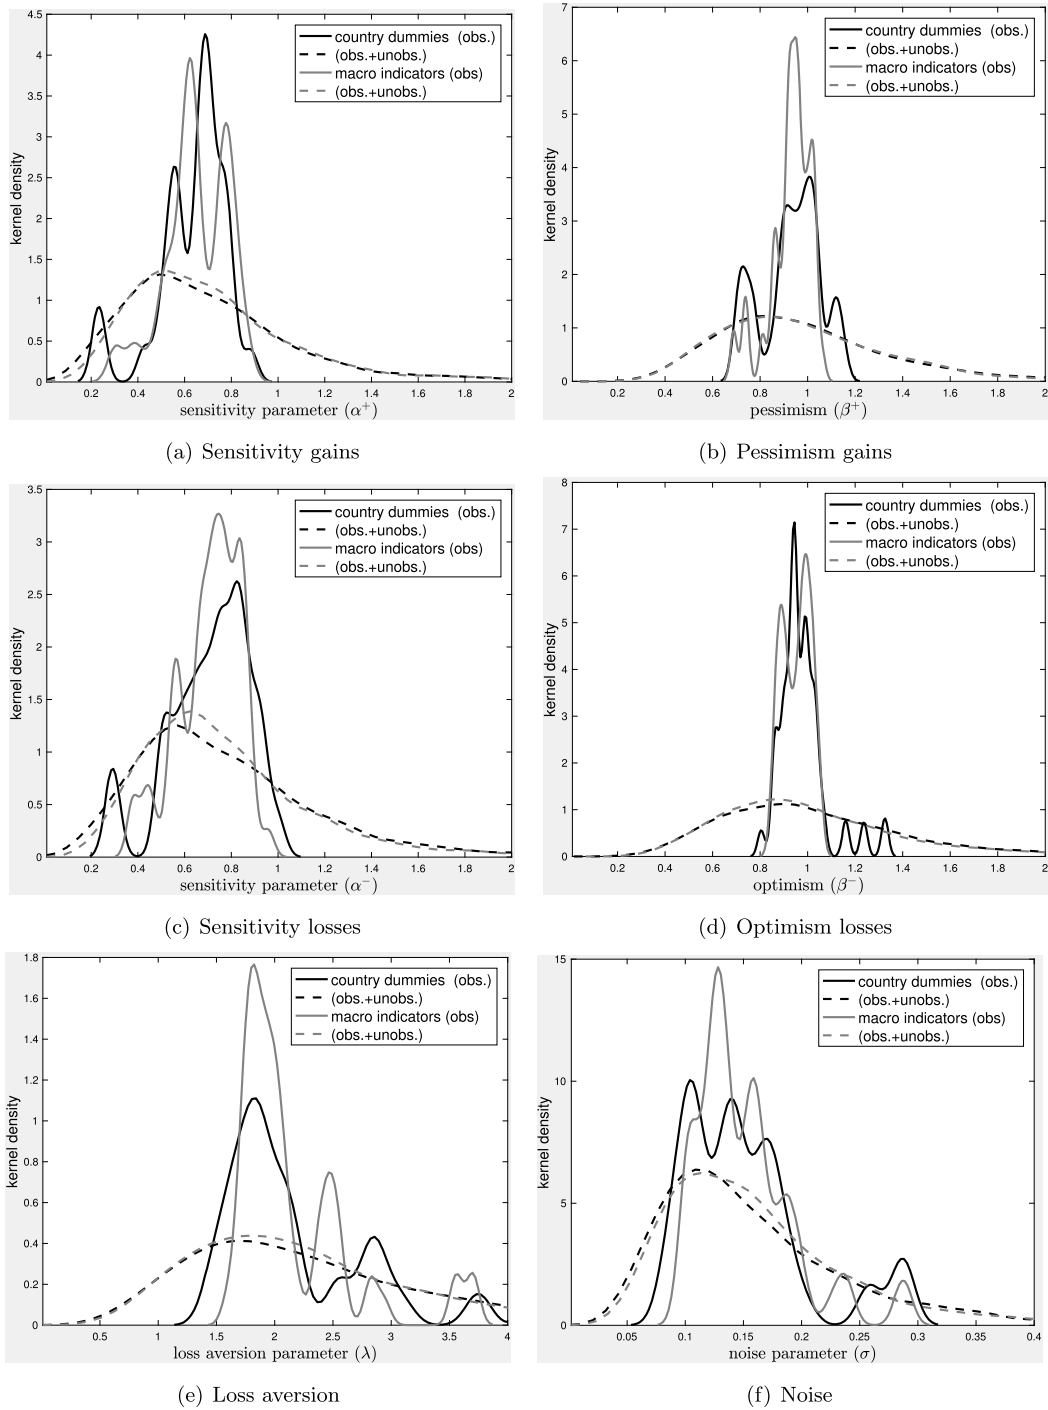 4.5
4
3.5
3
2.5
2
1.5
1
0.5
0
kernel density
country dummies (obs.)
(obs.+unobs.)
macro indicators (obs)
(obs.+unobs.)
0.2 0.4 0.6 0.8 1 1.2 1.4 1.6 1.8 2
sensitivity parameter (α⁺)
(a) Sensitivity gains
7
6
5
4
3
2
1
0
kernel density
country dummies (obs.)
(obs.+unobs.)
macro indicators (obs)
(obs.+unobs.)
0.2 0.4 0.6 0.8 1 1.2 1.4 1.6 1.8 2
pessimism (β⁺)
(b) Pessimism gains
3.5
3
2.5
2
1.5
1
0.5
0
kernel density
country dummies (obs.)
(obs.+unobs.)
macro indicators (obs)
(obs.+unobs.)
0.2 0.4 0.6 0.8 1 1.2 1.4 1.6 1.8 2
sensitivity parameter (α⁻)
(c) Sensitivity losses
8
7
6
5
4
3
2
1
0
kernel density
country dummies (obs.)
(obs.+unobs.)
macro indicators (obs)
(obs.+unobs.)
0.2 0.4 0.6 0.8 1 1.2 1.4 1.6 1.8 2
optimism (β⁻)
(d) Optimism losses
1.8
1.6
1.4
1.2
1
0.8
0.6
0.4
0.2
0
kernel density
country dummies (obs.)
(obs.+unobs.)
macro indicators (obs)
(obs.+unobs.)
0.5 1 1.5 2 2.5 3 3.5 4
loss aversion parameter (λ)
(e) Loss aversion
15
10
5
0
kernel density
country dummies (obs.)
(obs.+unobs.)
macro indicators (obs)
(obs.+unobs.)
0.05 0.1 0.15 0.2 0.25 0.3 0.35 0.4
noise parameter (σ)
(f) Noise